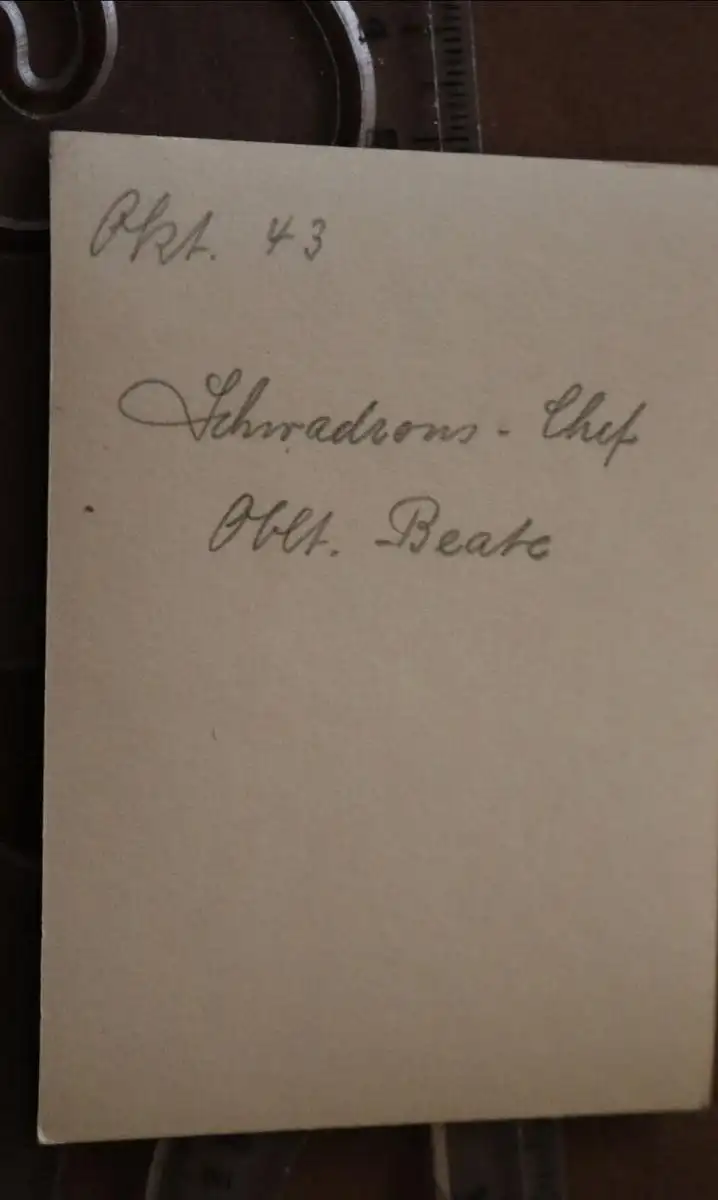 Okt. 43
Schwadrons - Chef
Oblt. Beate